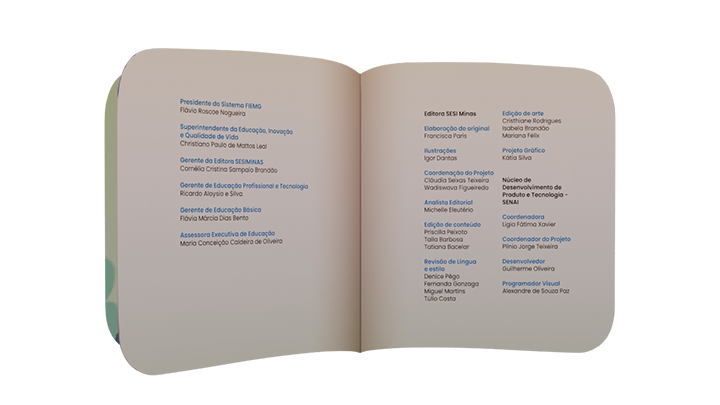 Presidente do Sistema FIEMG
Flávio Roscoe Nogueira
Superintendente da Educação, Inovação
e Qualidade de Vida
Christiano Paulo de Mattos Leal
Gerente da Editora SESIMINAS
Cornélia Cristina Sampaio Brandão
Gerente de Educação Profissional e Tecnologia
Ricardo Aloysio e Silva
Gerente de Educação Básica
Flávia Márcia Dias Bento
Assessora Executiva de Educação
Maria Conceição Caldeira de Oliveira
Editora SESI Minas
Elaboração do original
Francisca Paris
Ilustrações
Igor Dantas
Coordenação do Projeto
Cláudia Seixas Teixeira
Wadiswava Figueiredo
Analista Editorial
Michelle Eleutério
Edição de conteúdo
Priscilla Peixoto
Talia Barbosa
Tatiana Bacelar
Revisão de Língua
e estilo
Denice Pêgo
Fernanda Gonzaga
Miguel Martins
Túlio Costa
Edição de arte
Cristhiane Rodrigues
Isabela Brandão
Mariana Félix
Projeto Gráfico
Kátia Silva
Núcleo de
Desenvolvimento de
Produto e Tecnologia -
SENAI
Coordenadora
Ligia Fátima Xavier
Coordenador do Projeto
Plínio Jorge Teixeira
Desenvolvedor
Guilherme Oliveira
Programador Visual
Alexandre de Souza Paz